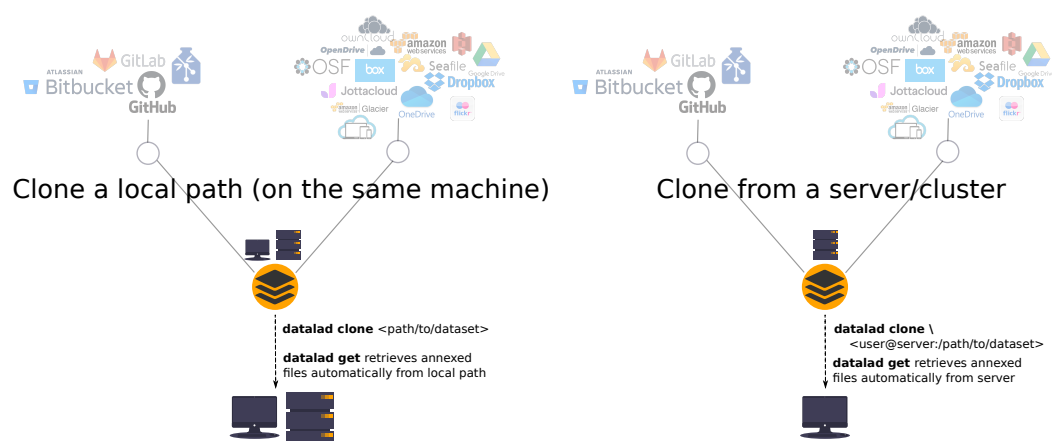 ownCloud
OpenDrive
amazon
webservices
GitLab
OSF
box
Seafile
Google Drive
ATLASSIAN
Bitbucket
Dropbox
GitHub
Jottacloud
amazon
webservices
Glacier
OneDrive
flickr
Clone a local path (on the same machine)
datalad clone <path/to/dataset>
datalad get retrieves annexed
files automatically from local path
ownCloud
OpenDrive
amazon
webservices
GitLab
OSF
box
Seafile
Google Drive
ATLASSIAN
Bitbucket
Dropbox
GitHub
Jottacloud
amazon
webservices
Glacier
OneDrive
flickr
Clone from a server/cluster
datalad clone \
<user@server:/path/to/dataset>
datalad get retrieves annexed
files automatically from server